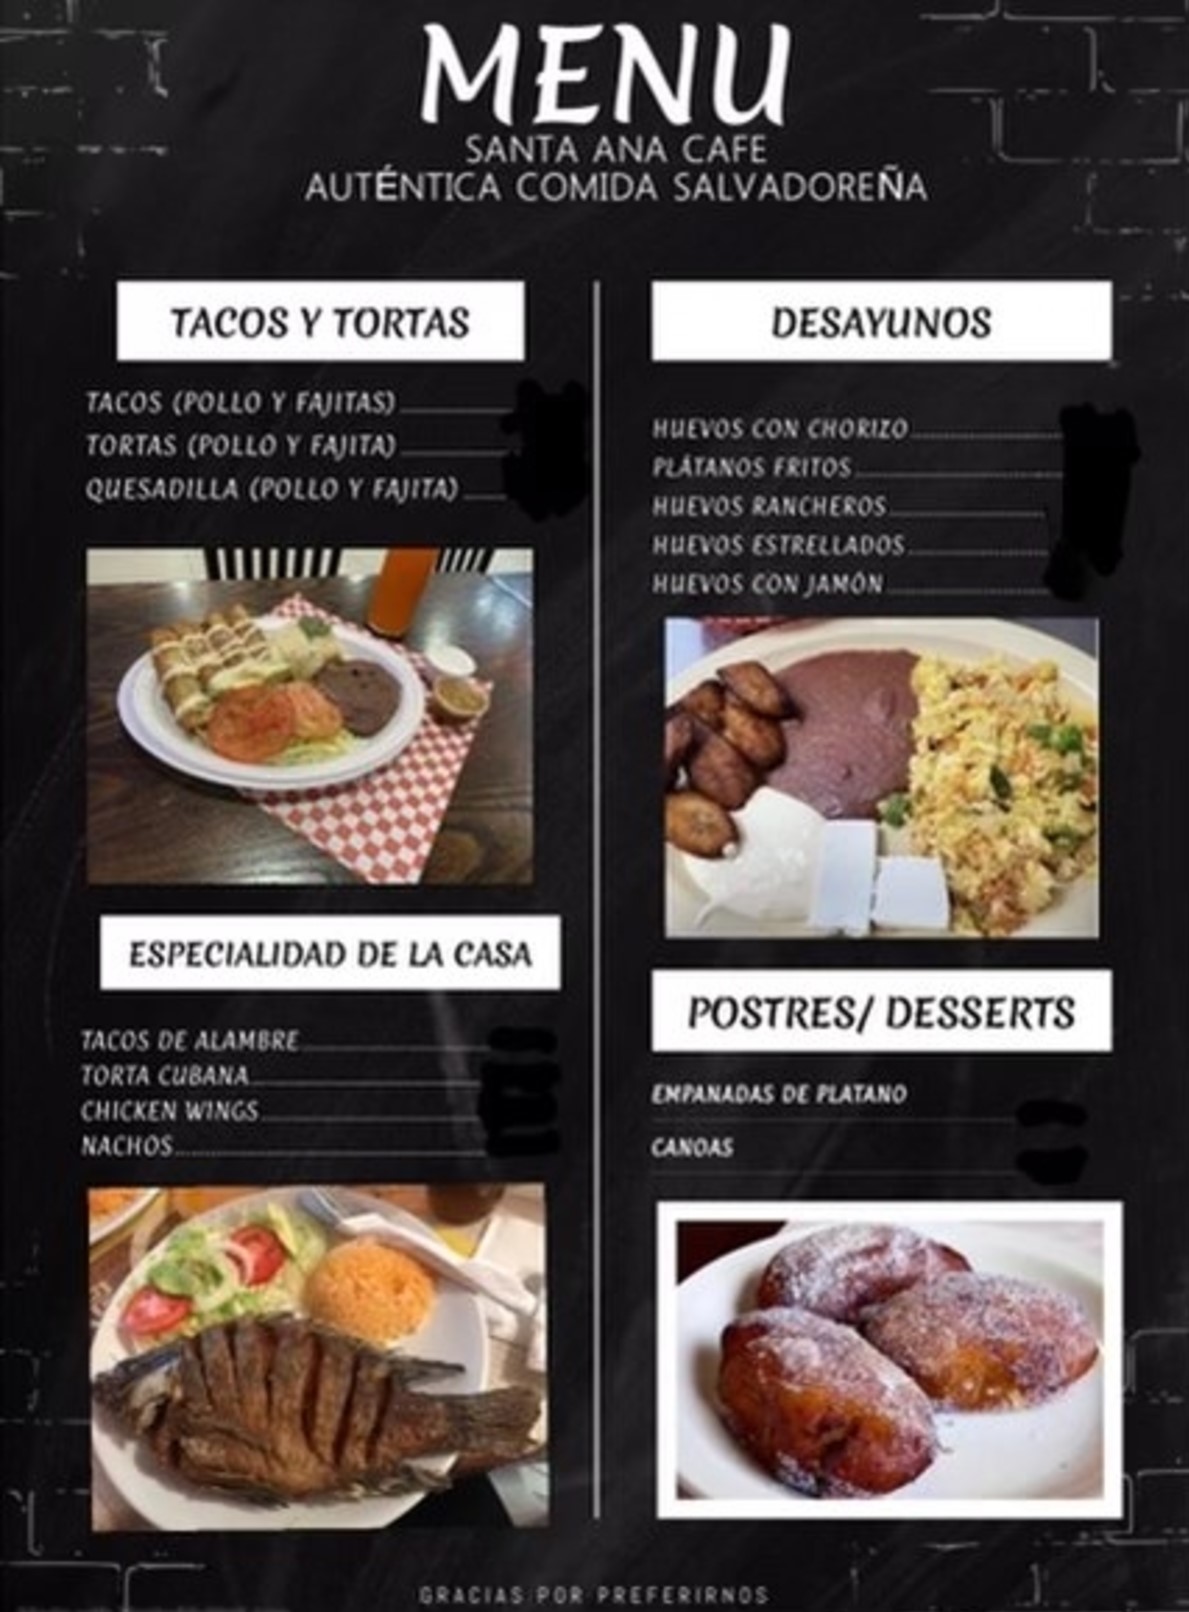 MENU
SANTA ANA CAFE
AUTÉNTICA COMIDA SALVADOREÑA
TACOS Y TORTAS
TACOS (POLLO Y FAJITAS)
TORTAS (POLLO Y FAJITA)
QUESADILLA (POLLO Y FAJITA)
ESPECIALIDAD DE LA CASA
TACOS DE ALAMBRE
TORTA CUBANA
CHICKEN WINGS
NACHOS
DESAYUNOS
HUEVOS CON CHORIZO
PLÁTANOS FRITOS
HUEVOS RANCHEROS
HUEVOS ESTRELLADOS
HUEVOS CON JAMÓN
POSTRES/ DESSERTS
EMPANADAS DE PLATANO
CANOAS
GRACIAS POR PREFERIRNOS